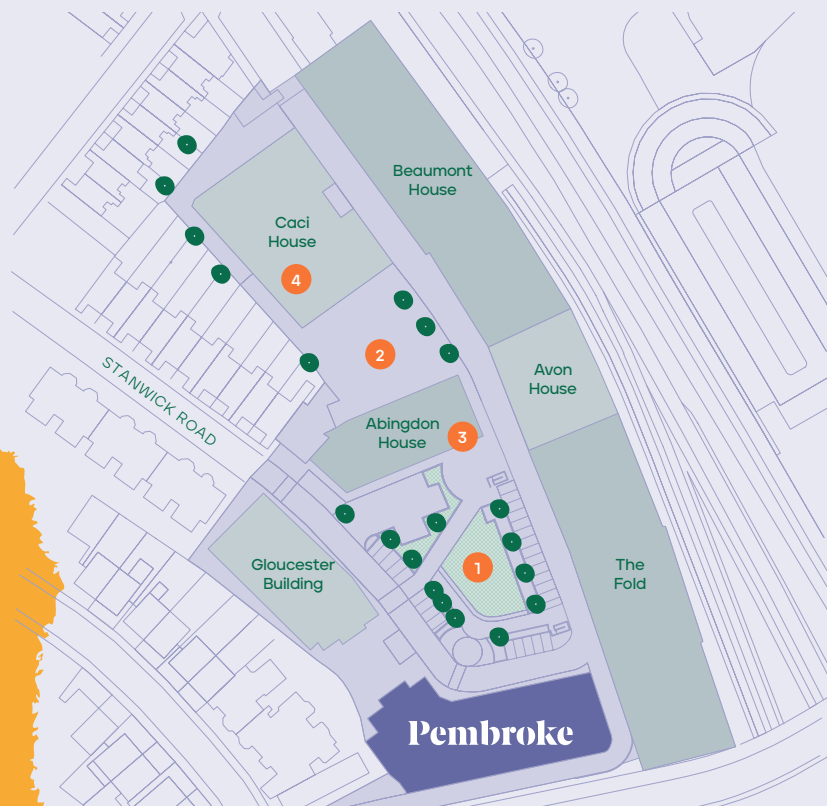 Beaumont
House
Caci
House
4
2
Avon
House
STANWICK ROAD
Abingdon
House
3
Gloucester
Building
1
The
Fold
Pembroke